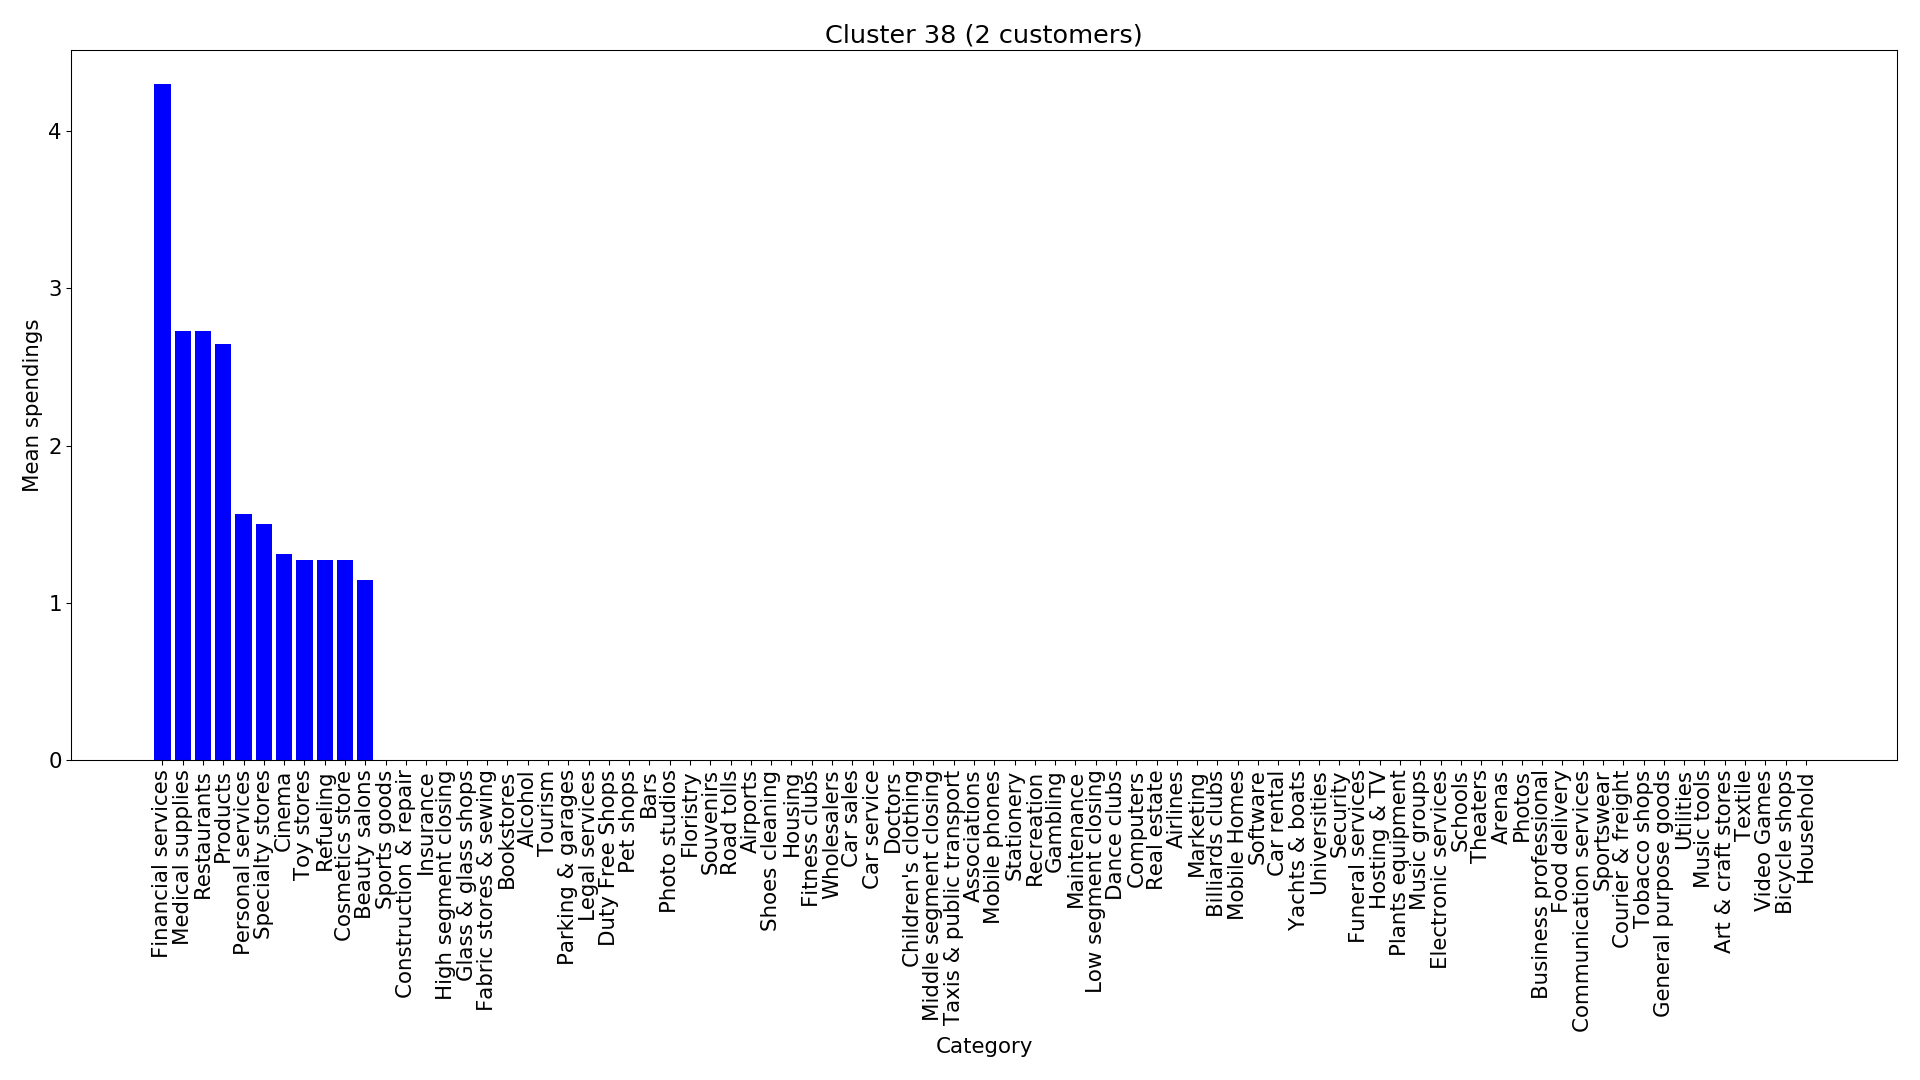 Cluster 38 (2 customers)
Mean spendings
4
3
2
1
0
Financial services
Medical supplies
Restaurants
Products
Personal services
Specialty stores
Cinema
Toy stores
Refueling
Cosmetics store
Beauty salons
Sports goods
Construction & repair
Insurance
High segment closing
Glass & glass shops
Fabric stores & sewing
Bookstores
Alcohol
Tourism
Parking & garages
Legal services
Duty Free Shops
Pet shops
Bars
Photo studios
Floristry
Souvenirs
Road tolls
Airports
Shoes cleaning
Housing
Fitness clubs
Wholesalers
Car sales
Car service
Doctors
Children's clothing
Middle segment closing
Taxis & public transport
Associations
Mobile phones
Stationery
Recreation
Gambling
Maintenance
Low segment closing
Dance clubs
Computers
Real estate
Airlines
Marketing
Billiards clubs
Mobile Homes
Software
Car rental
Yachts & boats
Universities
Security
Funeral services
Hosting & TV
Plants equipment
Music groups
Electronic services
Schools
Theaters
Arenas
Photos
Business professional
Food delivery
Communication services
Sportswear
Courier & freight
Tobacco shops
General purpose goods
Utilities
Music tools
Art & craft stores
Textile
Video Games
Bicycle shops
Household
Category